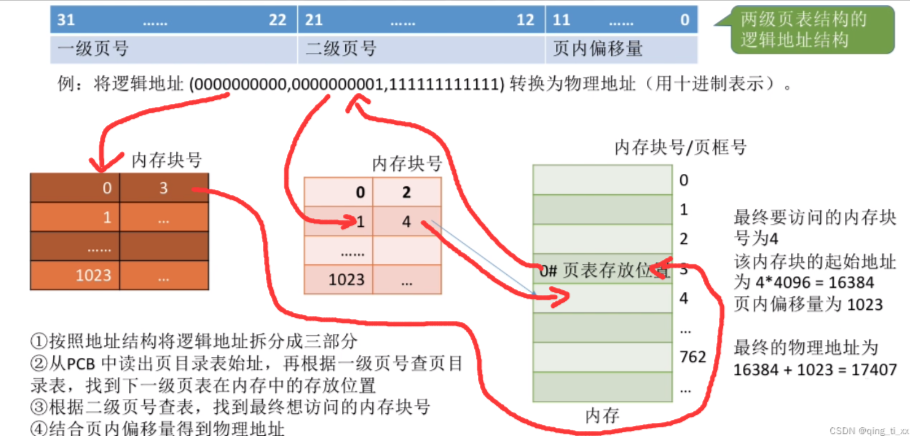 31 …… 22 21 …… 12 11 …… 0
一级页号 二级页号 页内偏移量
两级页表结构的
逻辑地址结构
例：将逻辑地址 (0000000000,0000000001,111111111111) 转换为物理地址（用十进制表示）。
内存块号
0 3
1 …
……
1023 …
内存块号
0 2
1 4
……
1023 …
内存块号/页框号
0
1
2
0# 页表存放位置 3
4
…
762
…
内存
最终要访问的内存块
号为4
该内存块的起始地址
为 4*4096 = 16384
页内偏移量为 1023
最终的物理地址为
16384 + 1023 = 17407
①按照地址结构将逻辑地址拆分成三部分
②从PCB 中读出页目录表始址，再根据一级页号查页目
录表，找到下一级页表在内存中的存放位置
③根据二级页号查表，找到最终想访问的内存块号
④结合页内偏移量得到物理地址
CSDN @qing_ti_xx